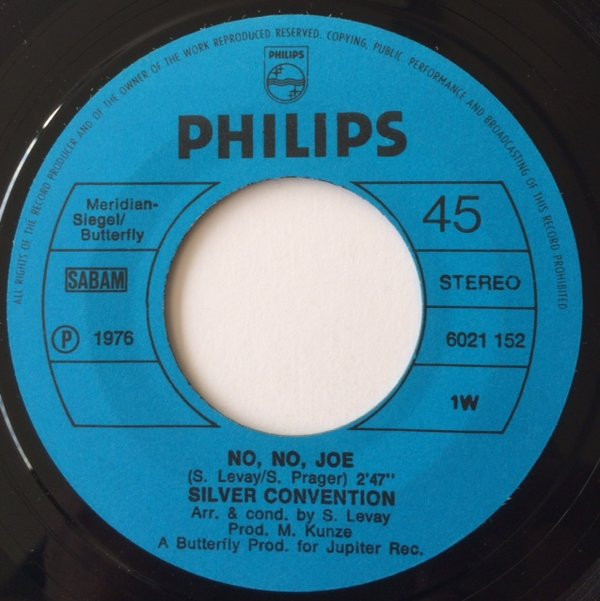 ALL RIGHTS OF THE RECORD PRODUCER AND OF THE OWNER OF THE WORK REPRODUCED RESERVED. COPYING, PUBLIC PERFORMANCE AND BROADCASTING OF THIS RECORD PROHIBITED
PHILIPS
PHILIPS
Meridian-
Siegel/
Butterfly
45
SABAM
STEREO
P 1976
6021 152
1W
NO, NO, JOE
(S. Levay/S. Prager) 2'47"
SILVER CONVENTION
Arr. & cond. by S. Levay
Prod. M. Kunze
A Butterfly Prod. for Jupiter Rec.